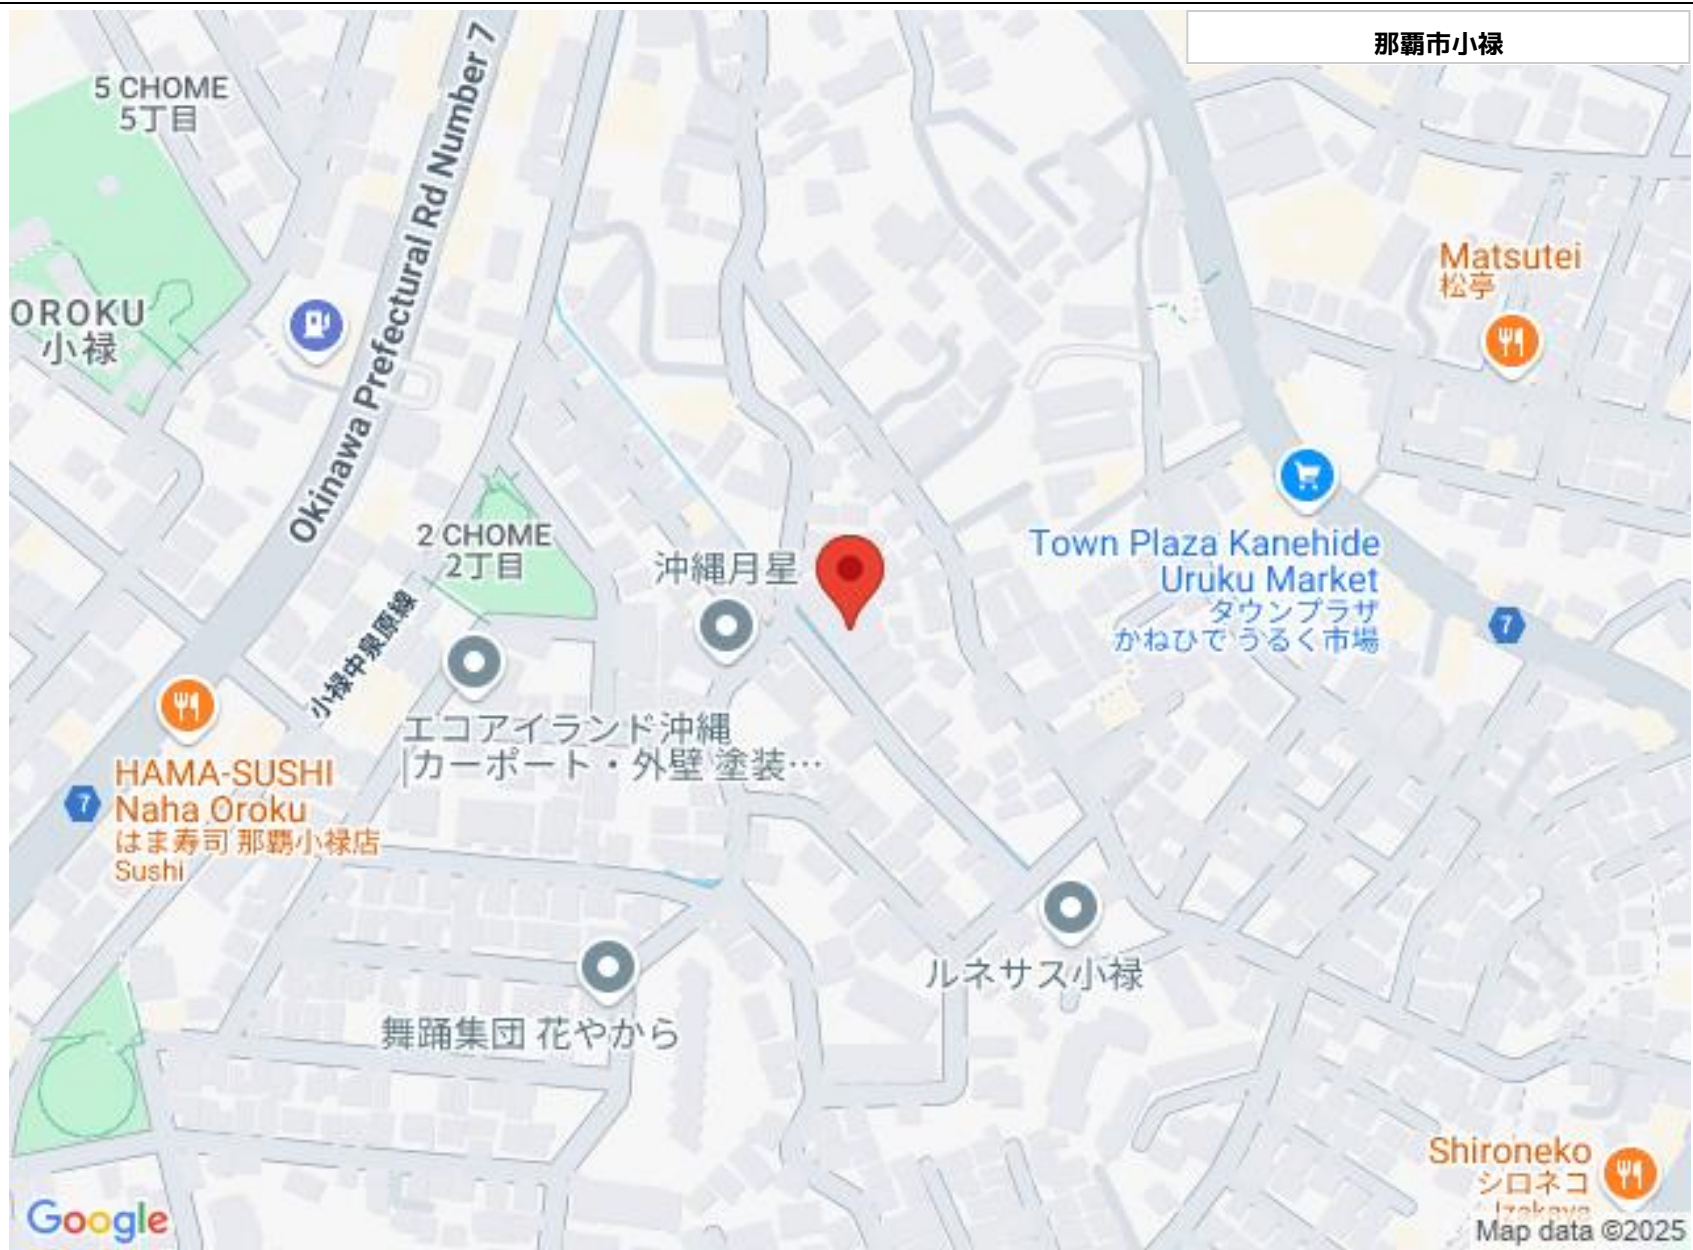 那覇市小禄
5 CHOME
5丁目
Okinawa Prefectural Rd Number 7
Matsutei
松亭
OROKU
小禄
2 CHOME
2丁目
沖縄月星
Town Plaza Kanehide
Uruku Market
タウンプラザ
かねひで うるく市場
7
小禄中泉原線
エコアイランド沖縄
|カーポート・外壁 塗装…
HAMA-SUSHI
Naha Oroku
はま寿司 那覇小禄店
Sushi
7
ルネサス小禄
舞踊集団 花やから
Shironeko
シロネコ
Izakaya
Google
Map data ©2025